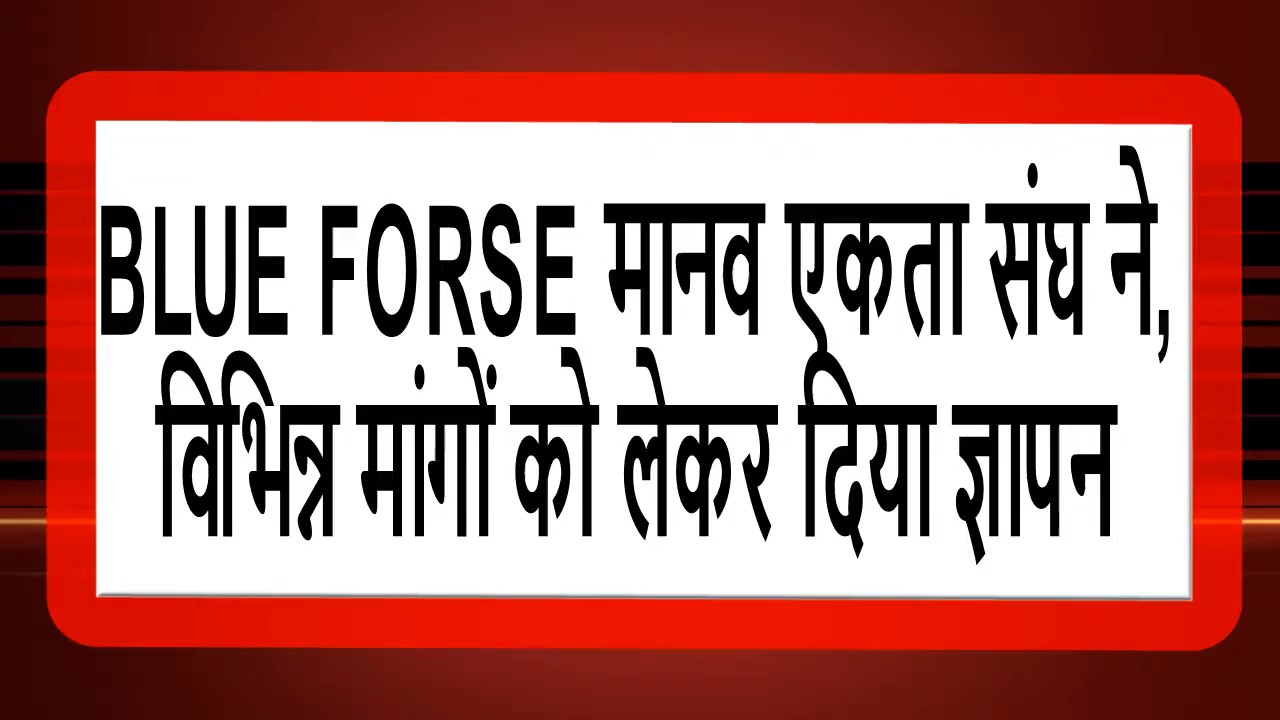 BLUE FORSE मानव एकता संघ ने,
विभिन्न मांगों को लेकर दिया ज्ञापन